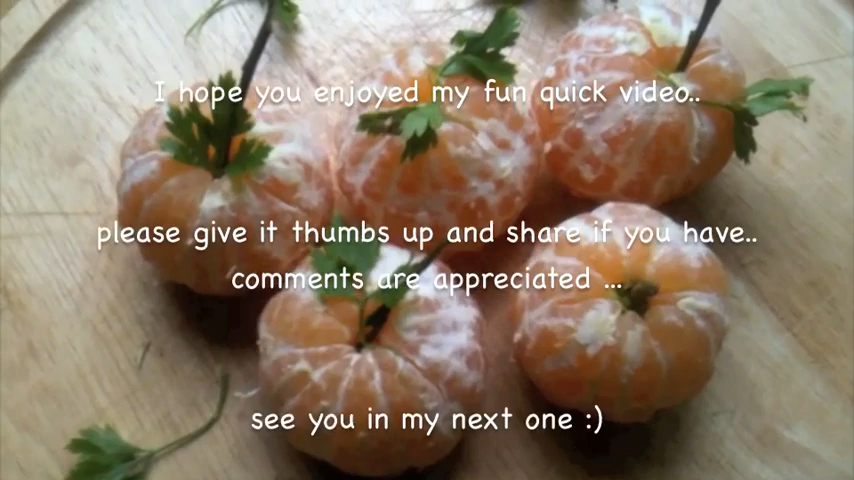 I hope you enjoyed my fun quick video..
please give it thumbs up and share if you have..
comments are appreciated ...
see you in my next one :)